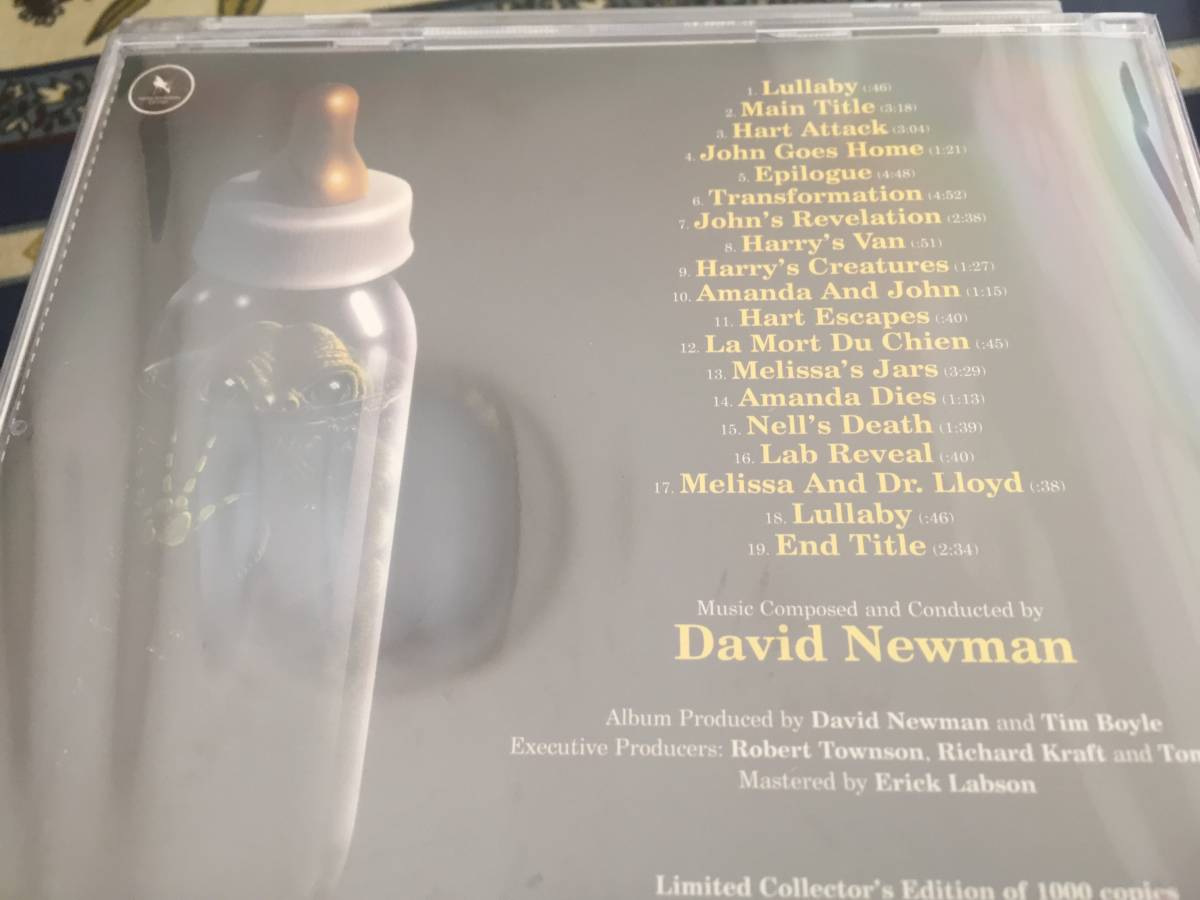 1. Lullaby (:46)
2. Main Title (3:18)
3. Hart Attack (3:04)
4. John Goes Home (1:21)
5. Epilogue (4:48)
6. Transformation (4:52)
7. John's Revelation (2:38)
8. Harry's Van (:51)
9. Harry's Creatures (1:27)
10. Amanda And John (1:15)
11. Hart Escapes (:40)
12. La Mort Du Chien (:45)
13. Melissa's Jars (3:29)
14. Amanda Dies (1:13)
15. Nell's Death (1:39)
16. Lab Reveal (:40)
17. Melissa And Dr. Lloyd (:38)
18. Lullaby (:46)
19. End Title (2:34)
Music Composed and Conducted by
David Newman
Album Produced by David Newman and Tim Boyle
Executive Producers: Robert Townson, Richard Kraft and Tom
Mastered by Erick Labson
Limited Collector's Edition of 1000 copies